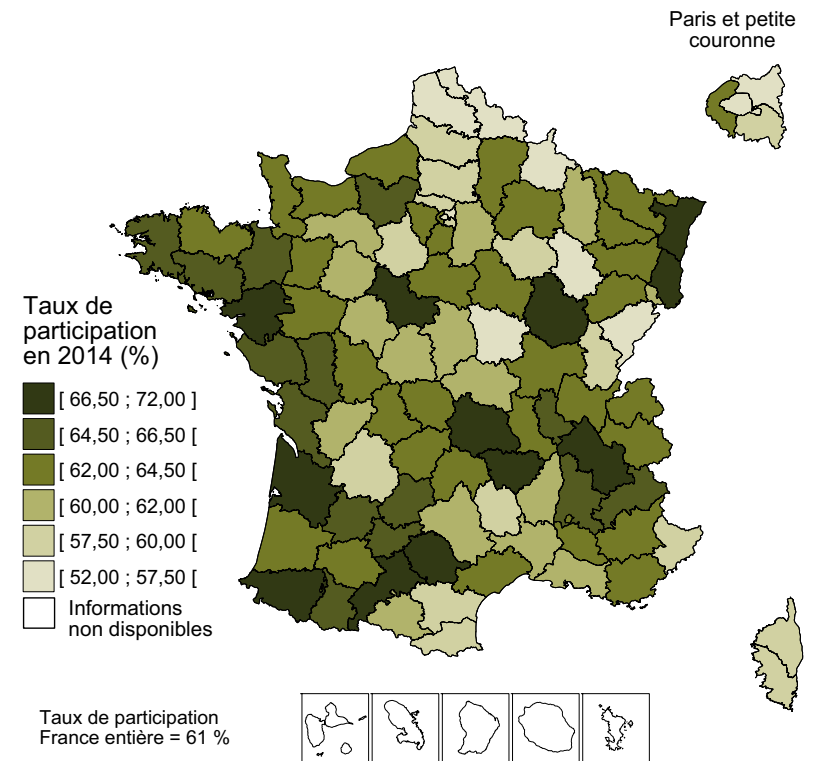 Paris et petite
couronne
Taux de
participation
en 2014 (%)
[ 66,50 ; 72,00 ]
[ 64,50 ; 66,50 [
[ 62,00 ; 64,50 [
[ 60,00 ; 62,00 [
[ 57,50 ; 60,00 [
[ 52,00 ; 57,50 [
Informations
non disponibles
Taux de participation
France entière = 61 %